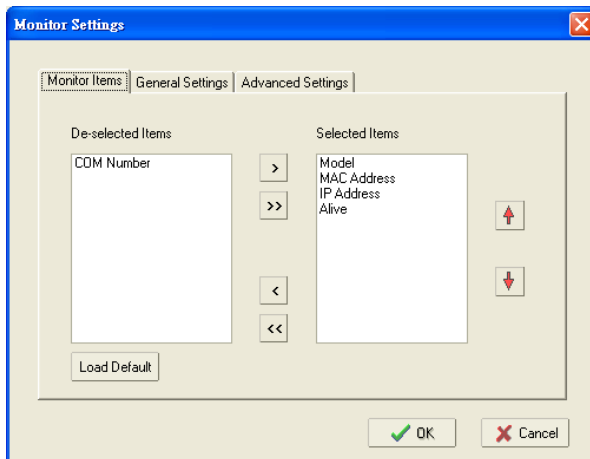 Monitor Settings
Monitor Items General Settings Advanced Settings
De-selected Items Selected Items
COM Number
Model
MAC Address
IP Address
Alive
>
>>
<
<<
Load Default
OK Cancel